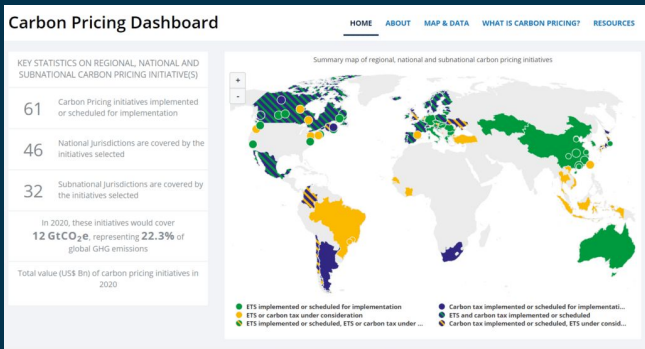 Carbon Pricing Dashboard
HOME ABOUT MAP & DATA WHAT IS CARBON PRICING? RESOURCES
KEY STATISTICS ON REGIONAL, NATIONAL AND
SUBNATIONAL CARBON PRICING INITIATIVE(S)
61 Carbon Pricing initiatives implemented
or scheduled for implementation
46 National Jurisdictions are covered by the
initiatives selected
32 Subnational Jurisdictions are covered by
the initiatives selected
In 2020, these initiatives would cover
12 GtCO₂e, representing 22.3% of
global GHG emissions
Total value (US$ Bn) of carbon pricing initiatives in
2020
Summary map of regional, national and subnational carbon pricing initiatives
+
-
ETS implemented or scheduled for implementation
ETS or carbon tax under consideration
ETS implemented or scheduled, ETS or carbon tax under ...
Carbon tax implemented or scheduled for implementati...
ETS and carbon tax implemented or scheduled
Carbon tax implemented or scheduled, ETS under consid...